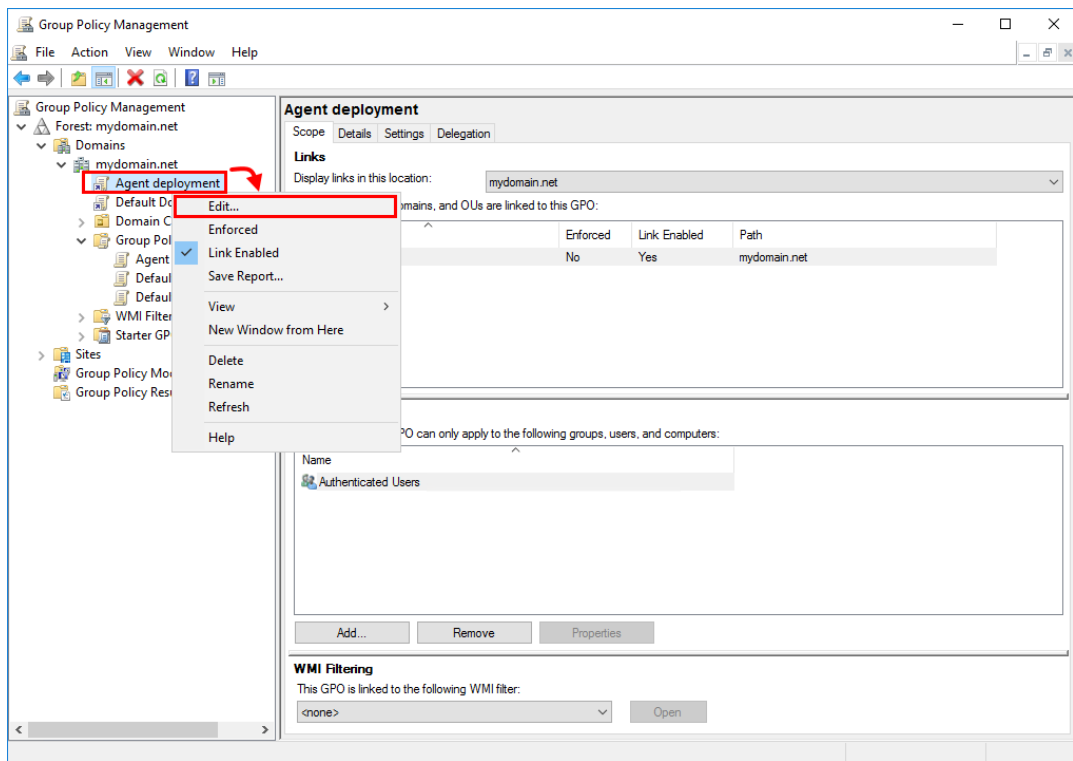 Group Policy Management
File Action View Window Help
Group Policy Management
Forest: mydomain.net
Domains
mydomain.net
Agent deployment
Default Do
Domain C
Group Pol
Agent
Defaul
Defaul
WMI Filter
Starter GP
Sites
Group Policy Mo
Group Policy Resu
Edit...
Enforced
Link Enabled
Save Report...
View
New Window from Here
Delete
Rename
Refresh
Help
Agent deployment
Scope Details Settings Delegation
Links
Display links in this location: mydomain.net
omains, and OUs are linked to this GPO:
Enforced Link Enabled Path
No Yes mydomain.net
PO can only apply to the following groups, users, and computers:
Name
Authenticated Users
Add... Remove Properties
WMI Filtering
This GPO is linked to the following WMI filter:
<none> Open